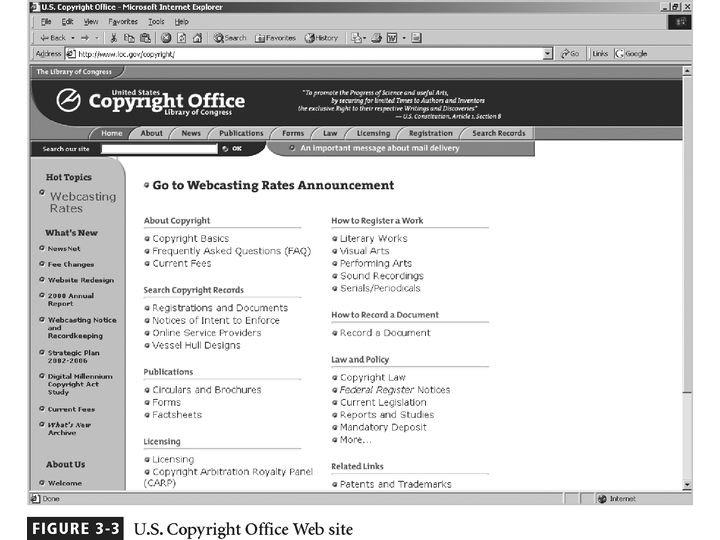 U.S. Copyright Office - Microsoft Internet Explorer
File Edit View Favorites Tools Help
Back Search Favorites History
Address http://www.loc.gov/copyright/ Go Links Google
The Library of Congress
United States
Copyright Office
Library of Congress
"To promote the Progress of Science and useful Arts,
by securing for limited Times to Authors and Inventors
the exclusive Right to their respective Writings and Discoveries"
— U.S. Constitution, Article 1, Section 8
Home About News Publications Forms Law Licensing Registration Search Records
Search our site OK An important message about mail delivery
Hot Topics
Webcasting
Rates
What's New
NewsNet
Fee Changes
Website Redesign
2000 Annual
Report
Webcasting Notice
and
Recordkeeping
Strategic Plan
2002-2006
Digital Millennium
Copyright Act
Study
Current Fees
What's New
Archive
About Us
Welcome
Go to Webcasting Rates Announcement
About Copyright
Copyright Basics
Frequently Asked Questions (FAQ)
Current Fees
Search Copyright Records
Registrations and Documents
Notices of Intent to Enforce
Online Service Providers
Vessel Hull Designs
Publications
Circulars and Brochures
Forms
Factsheets
Licensing
Licensing
Copyright Arbitration Royalty Panel
(CARP)
How to Register a Work
Literary Works
Visual Arts
Performing Arts
Sound Recordings
Serials/Periodicals
How to Record a Document
Record a Document
Law and Policy
Copyright Law
Federal Register Notices
Current Legislation
Reports and Studies
Mandatory Deposit
More...
Related Links
Patents and Trademarks
Done Internet
FIGURE 3-3 U.S. Copyright Office Web site